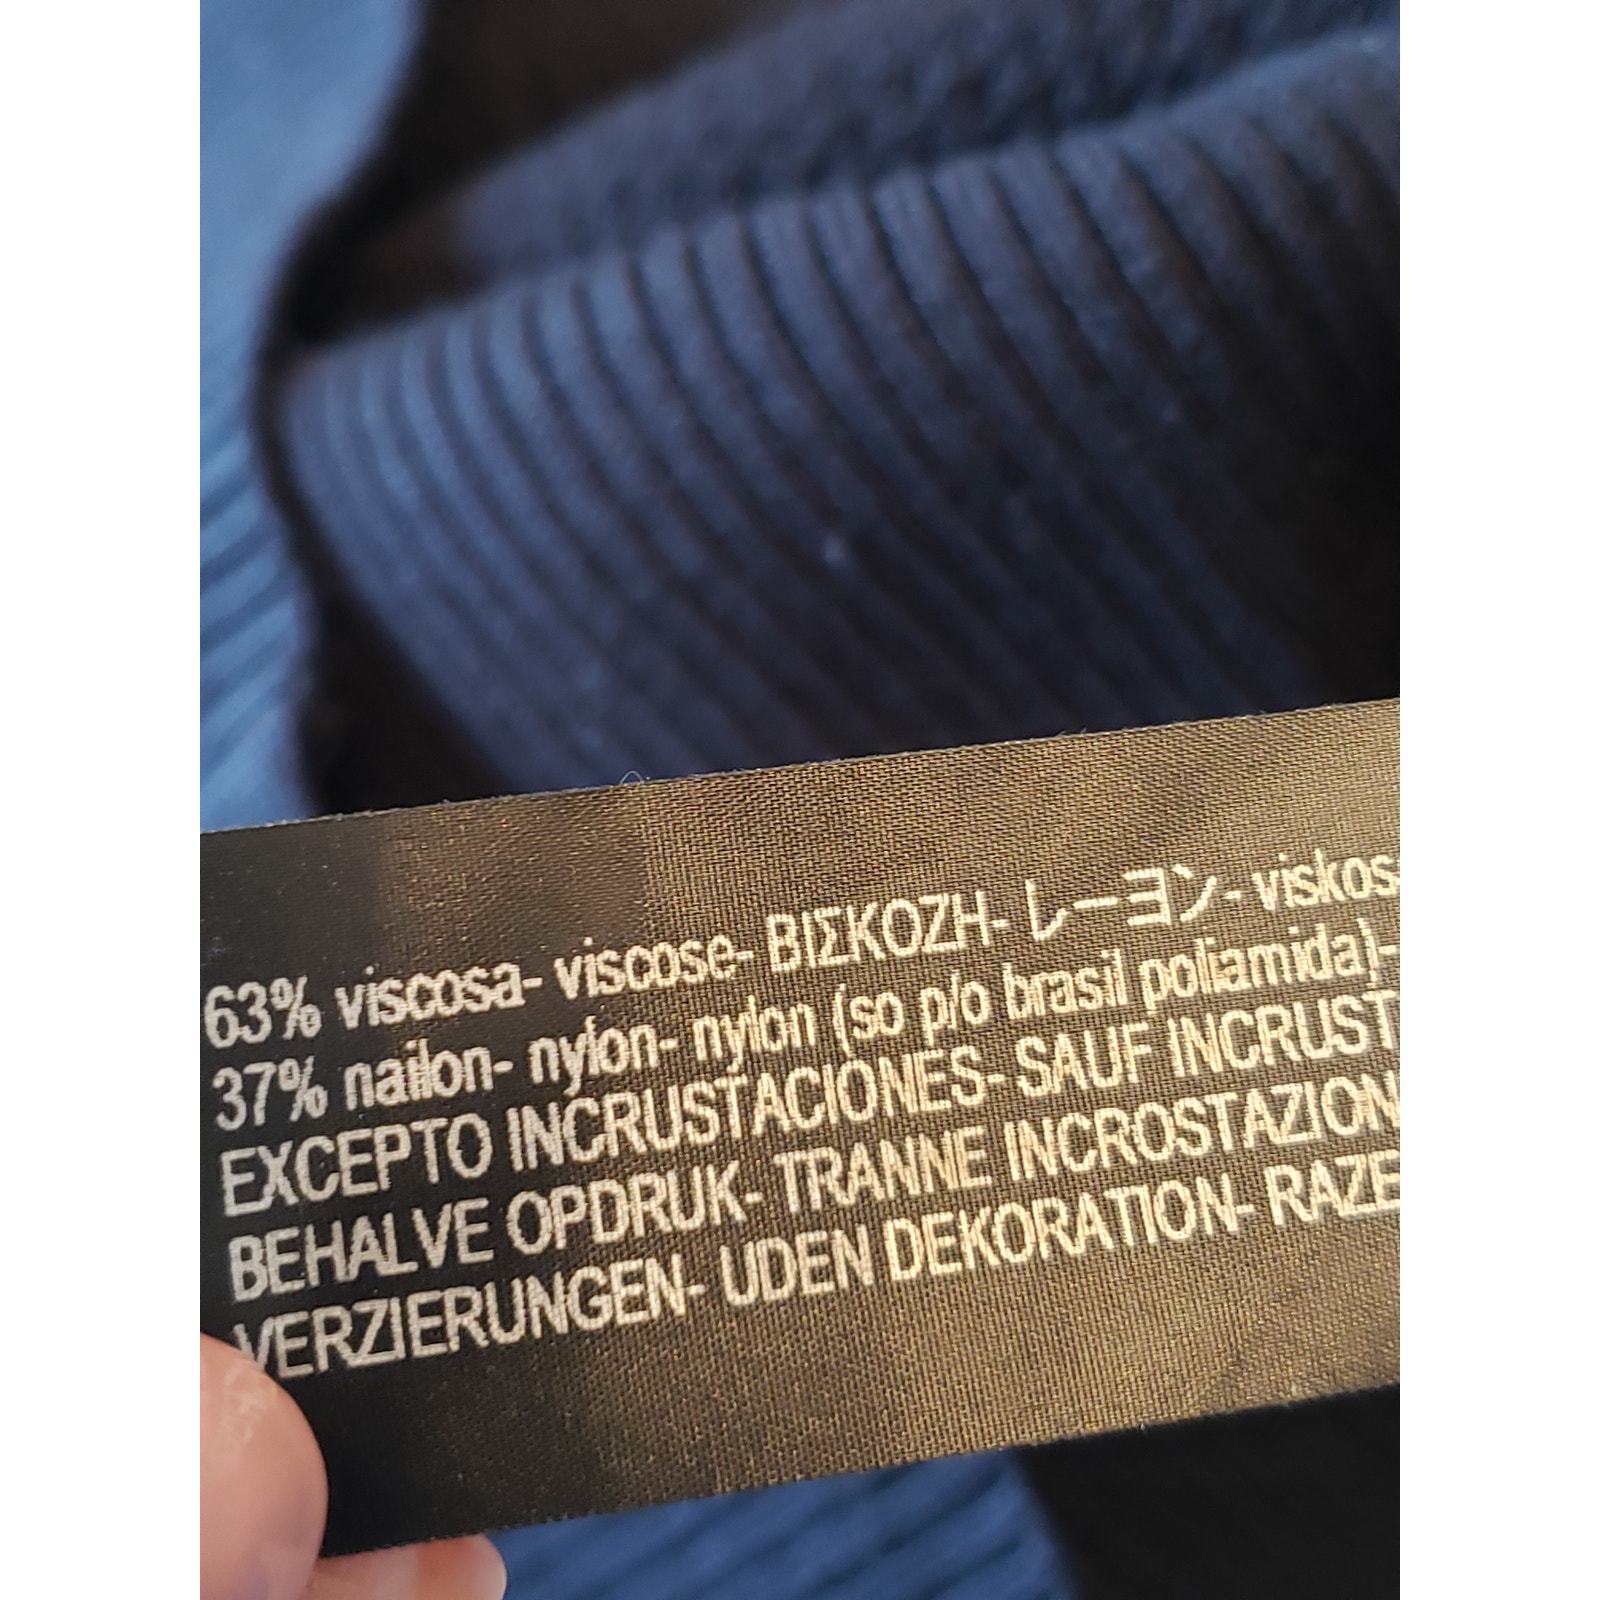 63% viscosa- viscose- ΒΙΣΚΟΖΗ- レーヨン- viskos-
37% nailon- nylon- nylon (so p/o brasil poliamida)-
EXCEPTO INCRUSTACIONES- SAUF INCRUST
BEHALVE OPDRUK- TRANNE INCROSTAZION
VERZIERUNGEN- UDEN DEKORATION- RAZE